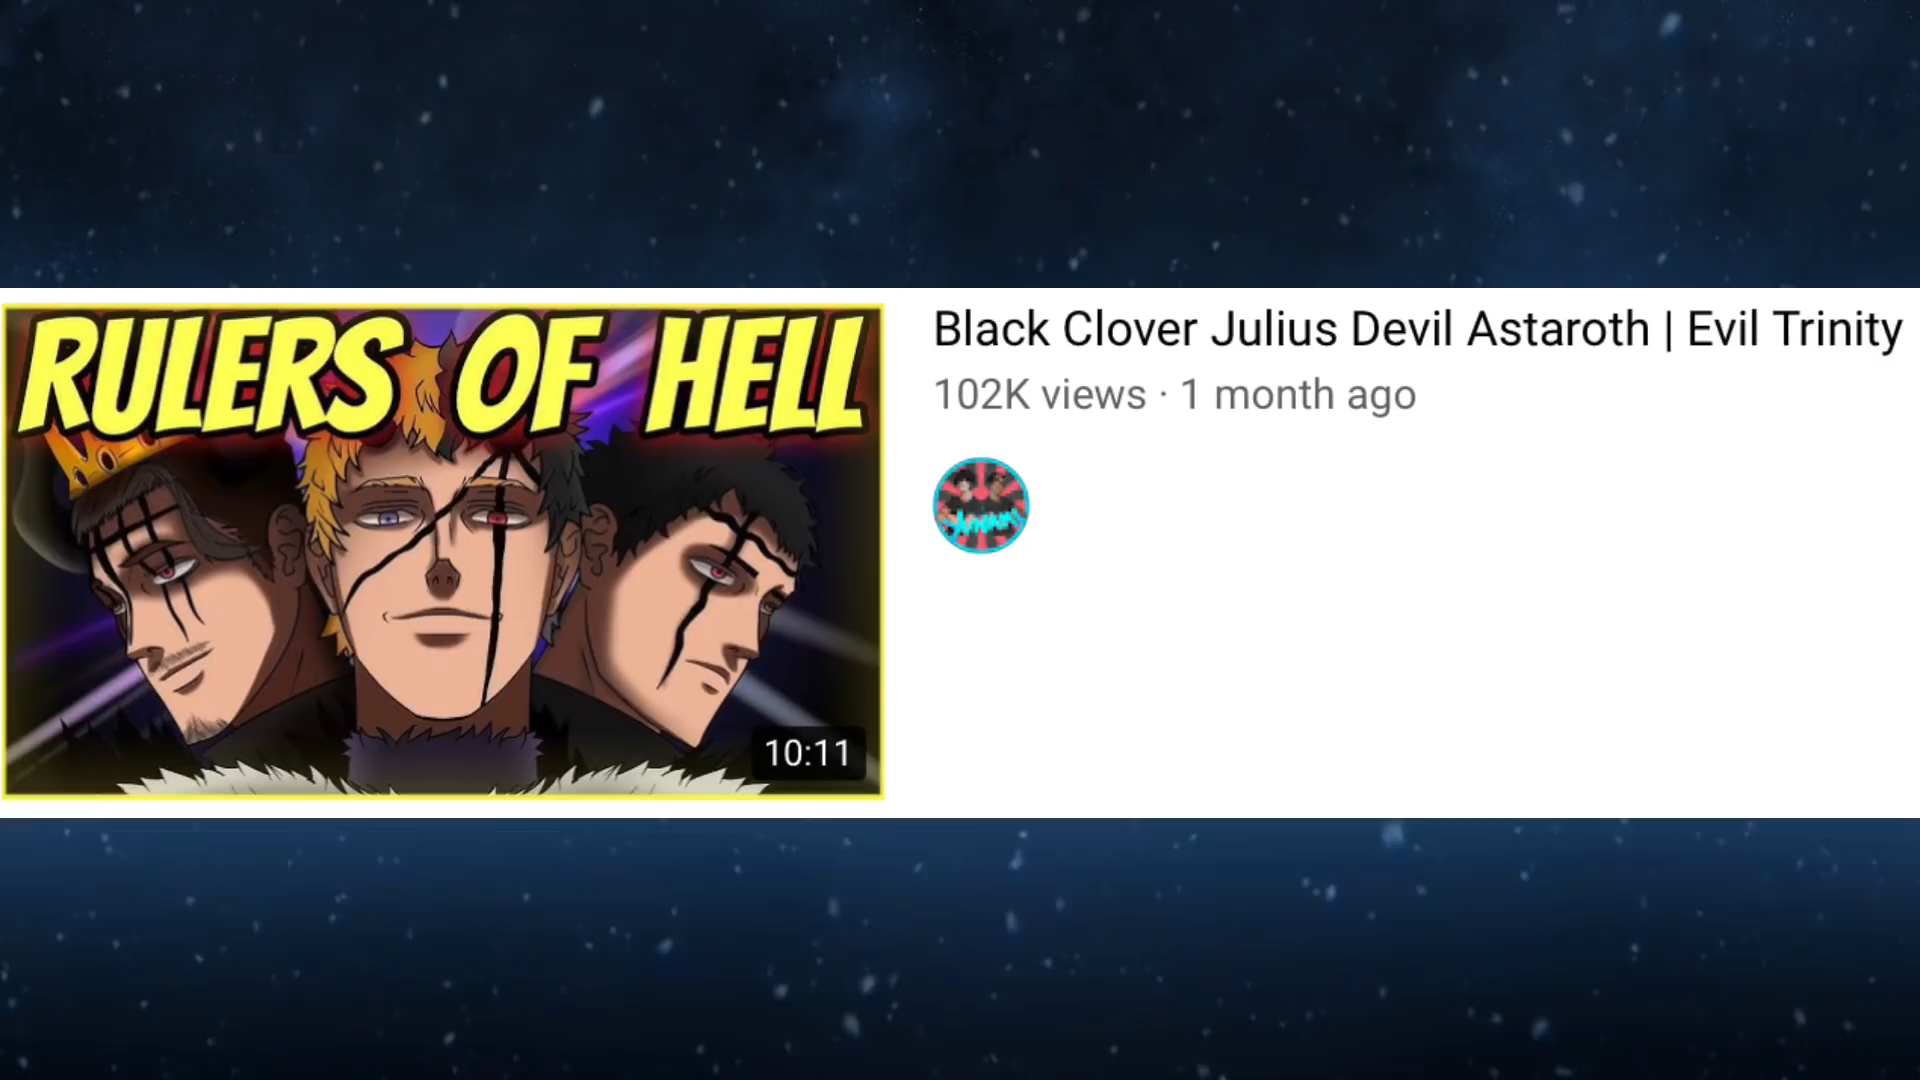 RULERS OF HELL
10:11
Black Clover Julius Devil Astaroth | Evil Trinity
102K views · 1 month ago